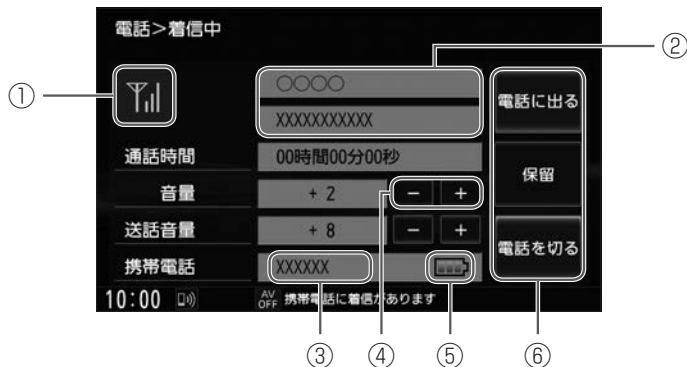 電話>着信中
②
①
○○○○
XXXXXXXXXXX
電話に出る
通話時間 00時間00分00秒
保留
音量 + 2 - +
送話音量 + 8 - +
電話を切る
携帯電話 XXXXXX
10:00 AV OFF 携帯電話に着信があります
③ ④ ⑤ ⑥